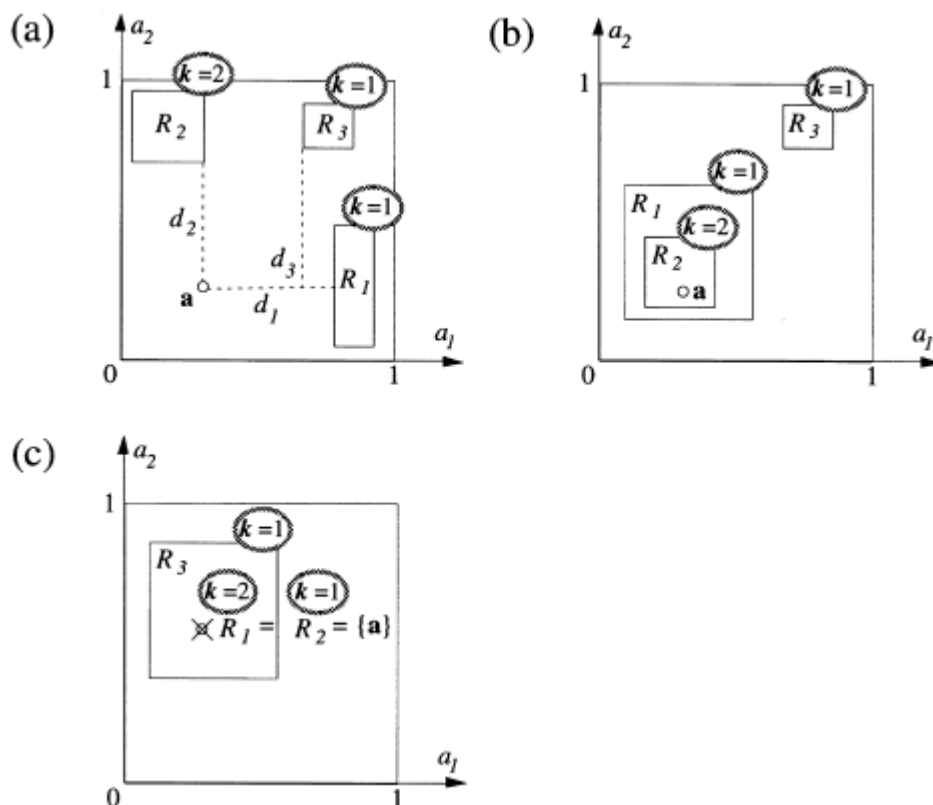 (a)
a2
1
k=2
k=1
R2
R3
k=1
d2
d3
R1
a
d1
a1
0
1
(b)
a2
1
k=1
R3
k=1
R1
k=2
R2
a
a1
0
1
(c)
a2
1
k=1
R3
k=2
k=1
R1 = R2 = {a}
a1
0
1